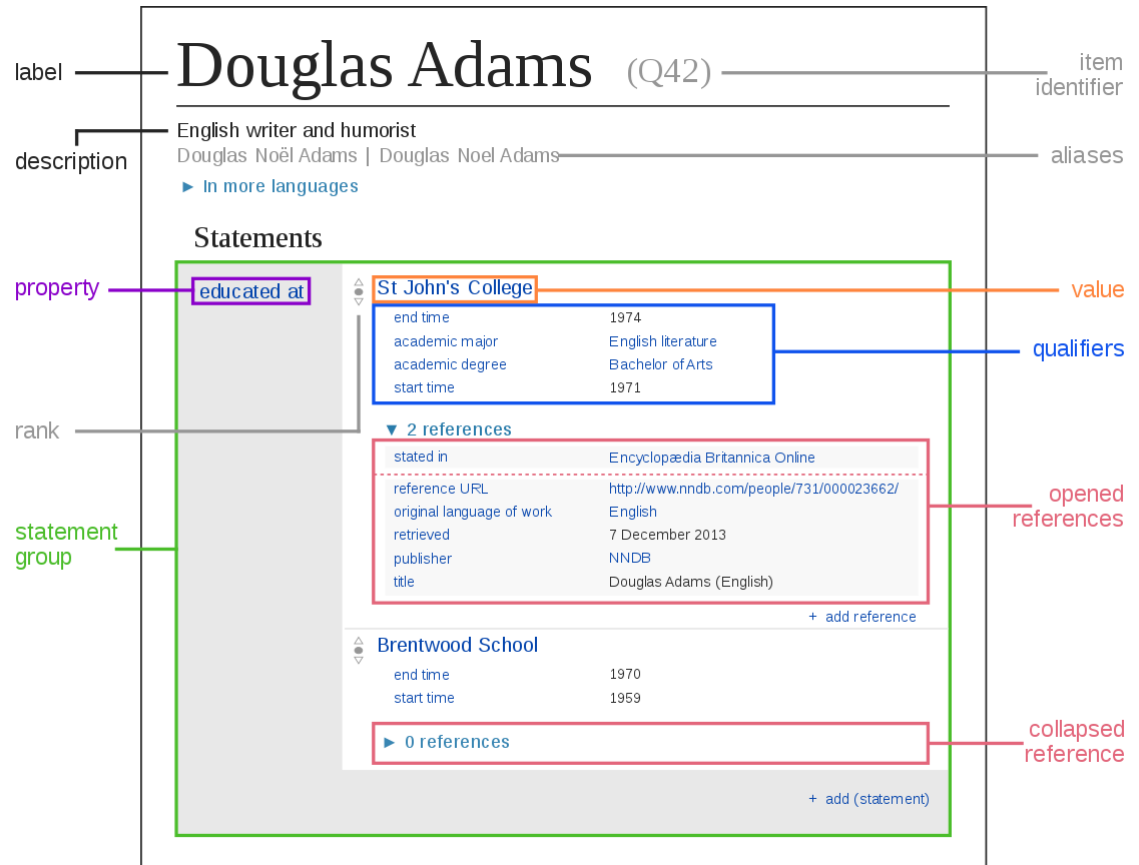 label
Douglas Adams (Q42)
item
identifier
description
English writer and humorist
Douglas Noël Adams | Douglas Noel Adams
aliases
► In more languages
Statements
property
educated at
St John's College
value
end time 1974
academic major English literature
academic degree Bachelor of Arts
start time 1971
qualifiers
rank
▼ 2 references
stated in Encyclopædia Britannica Online
reference URL http://www.nndb.com/people/731/000023662/
original language of work English
retrieved 7 December 2013
publisher NNDB
title Douglas Adams (English)
opened
references
statement
group
+ add reference
Brentwood School
end time 1970
start time 1959
► 0 references
collapsed
reference
+ add (statement)